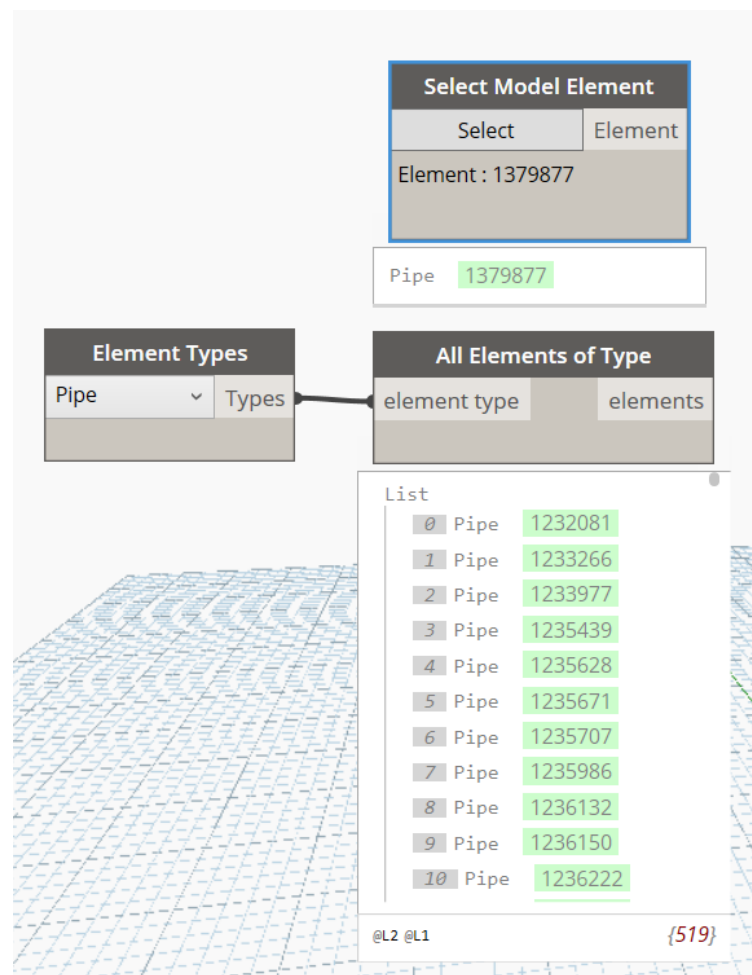 Select Model Element
Select Element
Element : 1379877
Pipe 1379877
Element Types
Pipe Types
All Elements of Type
element type elements
List
0 Pipe 1232081
1 Pipe 1233266
2 Pipe 1233977
3 Pipe 1235439
4 Pipe 1235628
5 Pipe 1235671
6 Pipe 1235707
7 Pipe 1235986
8 Pipe 1236132
9 Pipe 1236150
10 Pipe 1236222
@L2 @L1 {519}